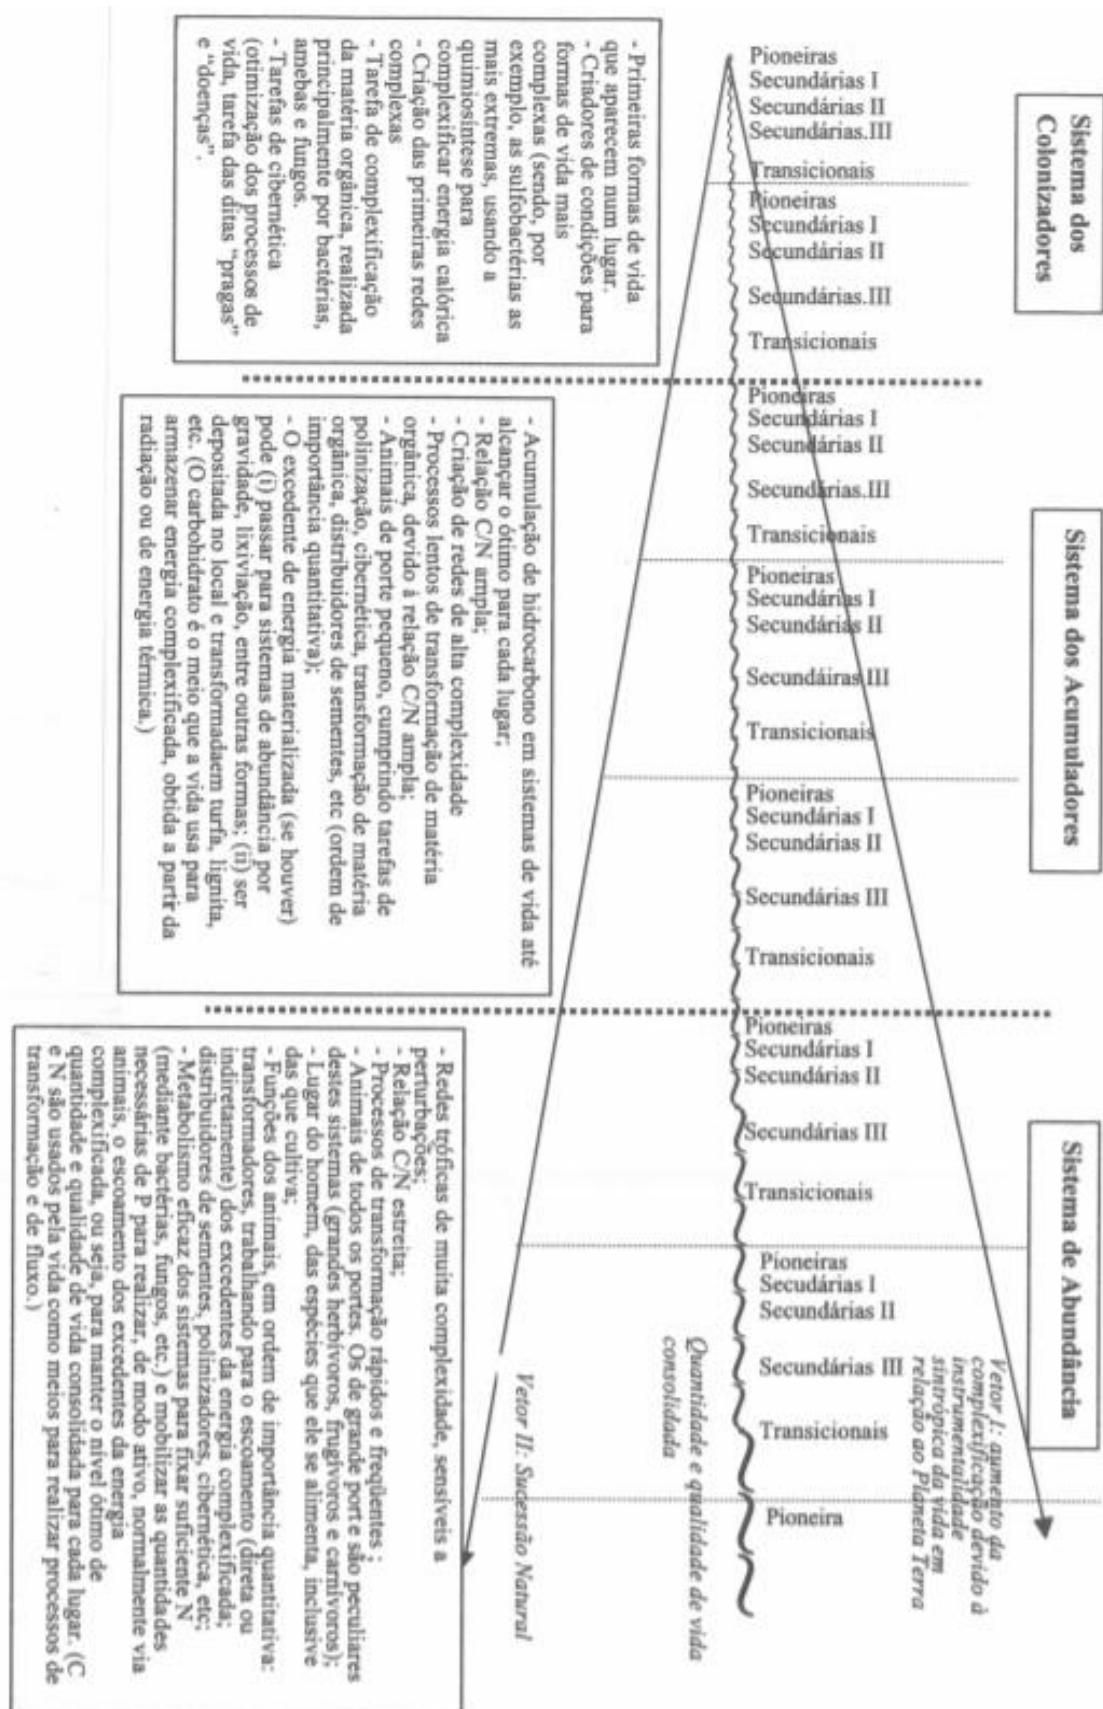 Sistema dos
Colonizadores
Pioneiras
Secundárias I
Secundárias II
Secundárias.III
Transicionais
Pioneiras
Secundárias I
Secundárias II
Secundárias.III
Transicionais
- Primeiras formas de vida
que aparecem num lugar.
- Criadores de condições para
formas de vida mais
complexas (sendo, por
exemplo, as sulfobactérias as
mais extremas, usando a
quimiosintese para
complexificar energia calórica
- Criação das primeiras redes
complexas
- Tarefa de complexificação
da matéria orgânica, realizada
principalmente por bactérias,
amebas e fungos.
- Tarefas de cibernética
(otimização dos processos de
vida, tarefa das ditas "pragas"
e "doenças".
Sistema dos Acumuladores
Pioneiras
Secundárias I
Secundárias II
Secundárias.III
Transicionais
Pioneiras
Secundárias I
Secundárias II
Secundáiras III
Transicionais
Pioneiras
Secundárias I
Secundárias II
Secundárias III
Transicionais
- Acumulação de hidrocarbono em sistemas de vida até
alcançar o ótimo para cada lugar;
- Relação C/N ampla;
- Criação de redes de alta complexidade
- Processos lentos de transformação de matéria
orgânica, devido à relação C/N ampla;
- Animais de porte pequeno, cumprindo tarefas de
polinização, cibernética, transformação de matéria
orgânica, distribuidores de sementes, etc (ordem de
importância quantitativa);
- O excedente de energia materializada (se houver)
pode (i) passar para sistemas de abundância por
gravidade, lixiviação, entre outras formas; (ii) ser
depositada no local e transformadaem turfa, lignita,
etc. (O carbohidrato é o meio que a vida usa para
armazenar energia complexificada, obtida a partir da
radiação ou de energia térmica.)
Sistema de Abundância
Pioneiras
Secundárias I
Secundárias II
Secundárias III
Transicionais
Pioneiras
Secudárias I
Secundárias II
Secundárias III
Transicionais
Pioneira
Vetor I: aumento da
complexificação devido à
instrumentalidade
sintrópica da vida em
relação ao Planeta Terra
Quantidade e qualidade de vida
consolidada
Vetor II: Sucessão Natural
- Redes tróficas de muita complexidade, sensíveis a
perturbações;
- Relação C/N estreita;
- Processos de transformação rápidos e freqüentes ;
- Animais de todos os portes. Os de grande port e são peculiares
destes sistemas (grandes herbívoros, frugívoros e carnívoros);
- Lugar do homem, das espécies que ele se alimenta, inclusive
das que cultiva;
- Funções dos animais, em ordem de importância quantitativa:
transformadores, trabalhando para o escoamento (direta ou
indiretamente) dos excedentes da energia complexificada;
distribuidores de sementes, polinizadores, cibernética, etc;
- Metabolismo eficaz dos sistemas para fixar suficiente N
(mediante bactérias, fungos, etc.) e mobilizar as quantidades
necessárias de P para realizar, de modo ativo, normalmente via
animais, o escoamento dos excedentes da energia
complexificada, ou seja, para manter o nível ótimo de
quantidade e qualidade de vida consolidada para cada lugar. (C
e N são usados pela vida como meios para realizar processos de
transformação e de fluxo.)